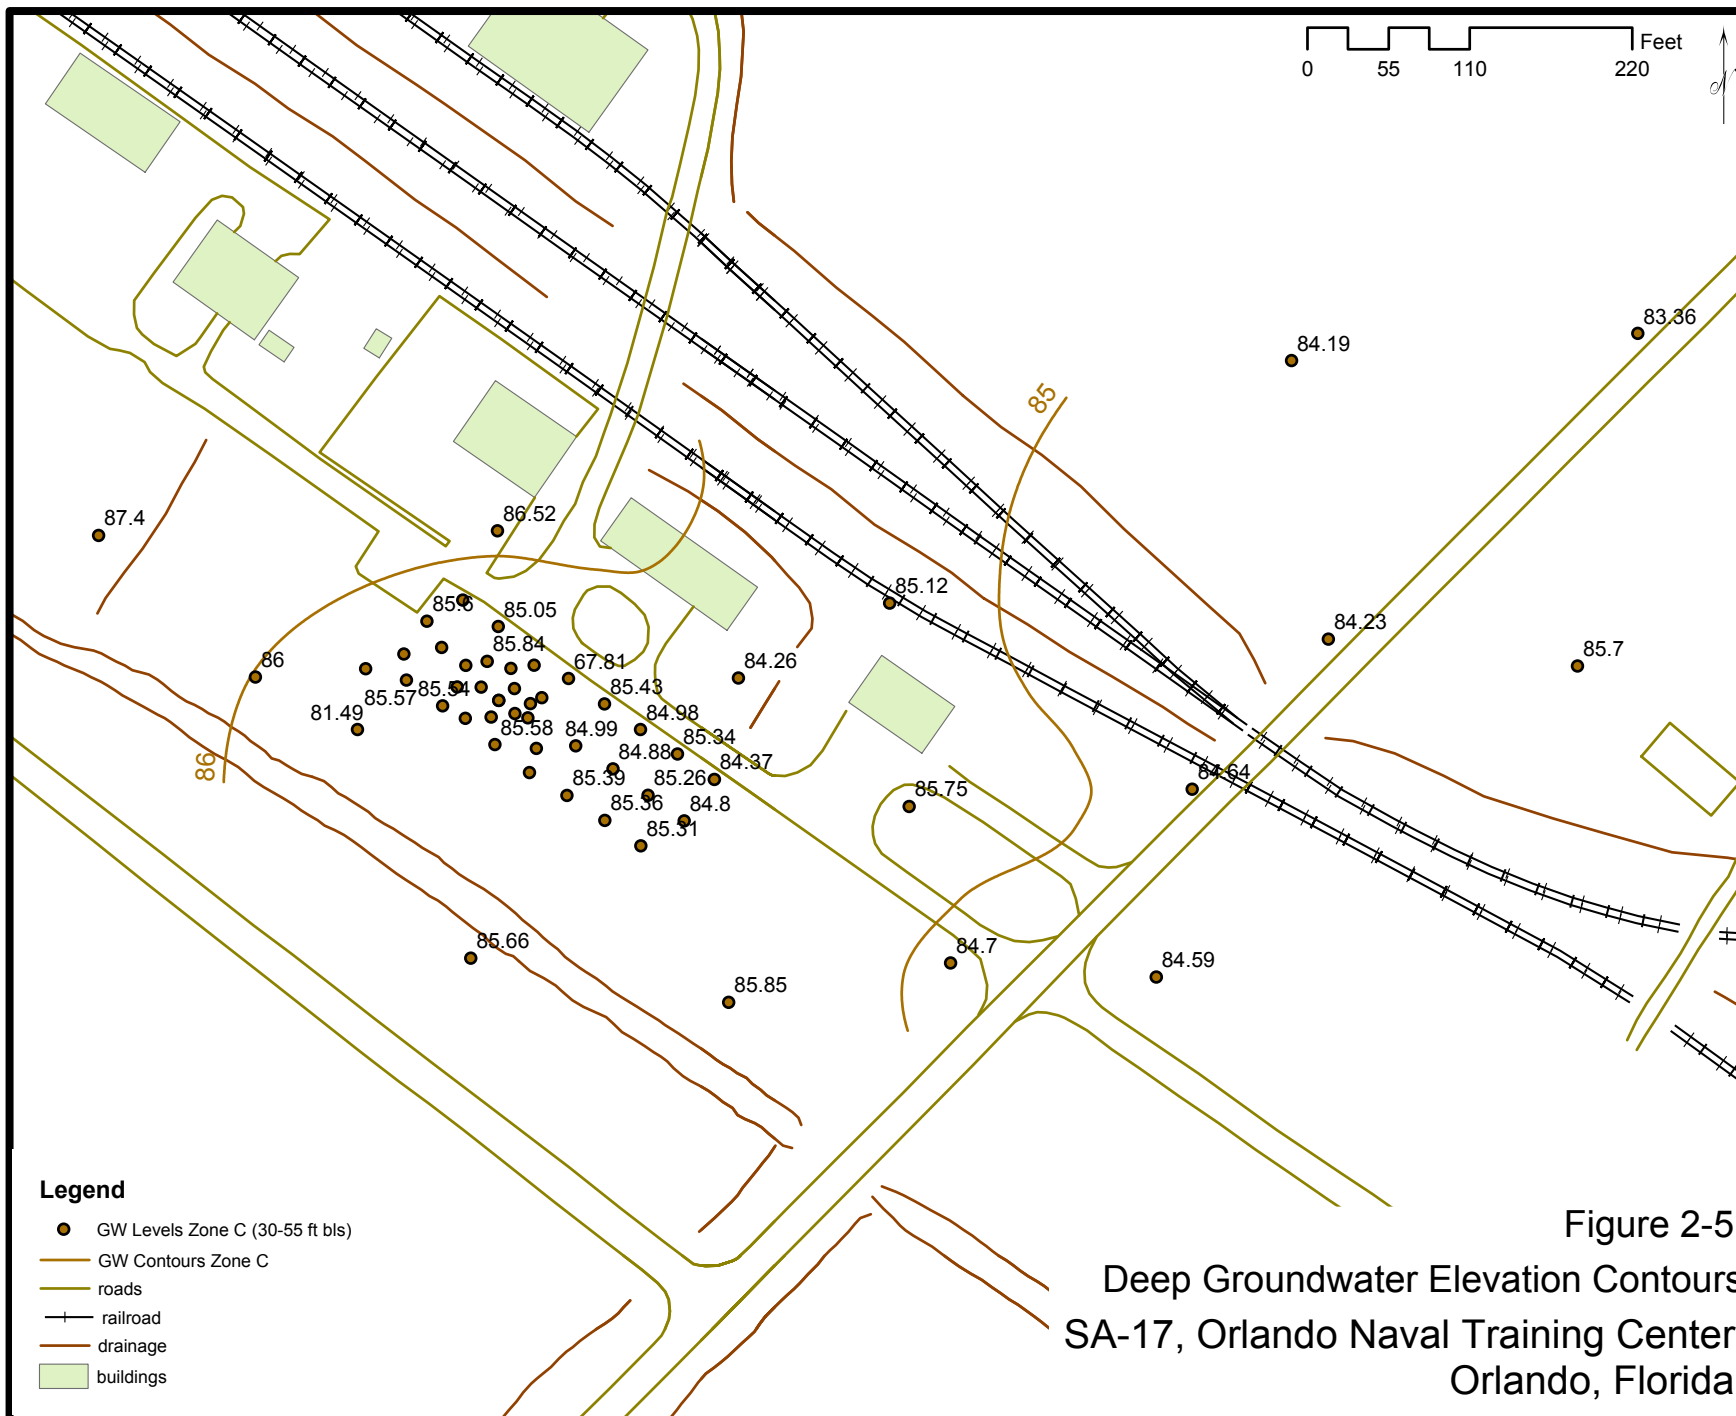 Feet
0 55 110 220
N
83.36
84.19
85
87.4
86.52
85.12
85.6
85.05
84.23
85.84
85.7
86
67.81
84.26
85.57
85.54
85.43
81.49
85.58
84.99
84.98
85.34
86
84.88
84.37
85.39
85.26
84.64
85.36
84.8
85.75
85.31
85.66
84.7
84.59
85.85
Legend
GW Levels Zone C (30-55 ft bls)
GW Contours Zone C
roads
railroad
drainage
buildings
Figure 2-5
Deep Groundwater Elevation Contours
SA-17, Orlando Naval Training Center
Orlando, Florida